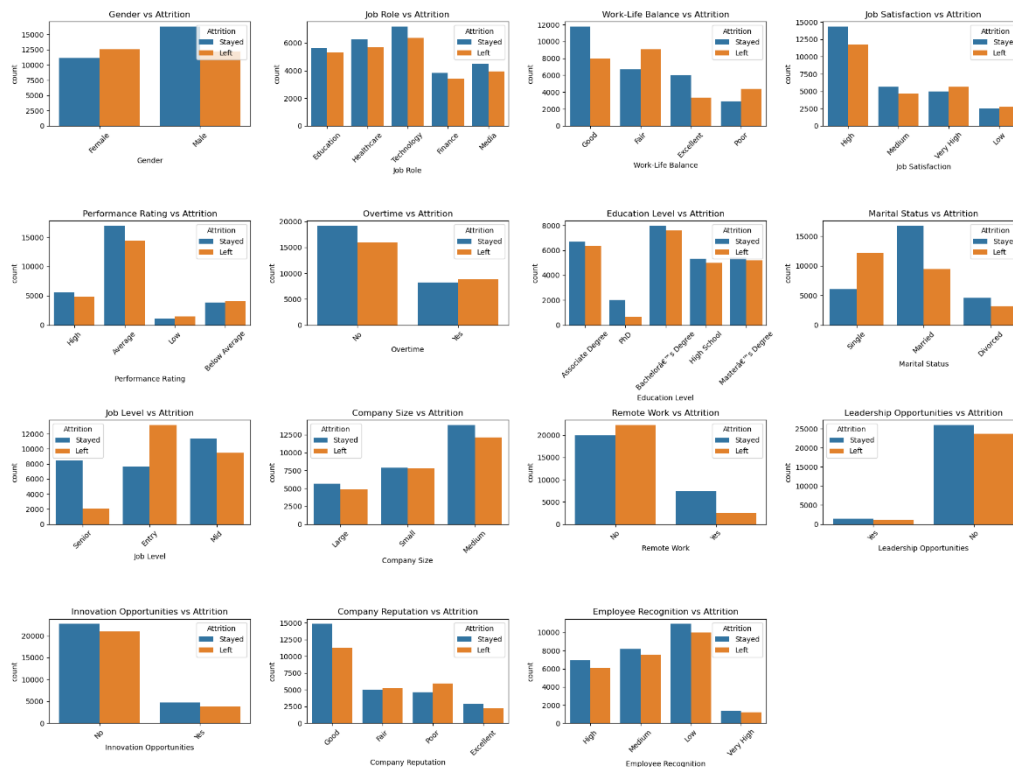 Gender vs Attrition
count
16000
14000
12000
10000
8000
6000
4000
2000
0
Attrition
Stayed
Left
Female
Male
Gender
Job Role vs Attrition
count
6000
4000
2000
0
Attrition
Stayed
Left
Education
Healthcare
Technology
Finance
Media
Job Role
Work-Life Balance vs Attrition
count
12000
10000
8000
6000
4000
2000
0
Attrition
Stayed
Left
Good
Fair
Excellent
Poor
Work-Life Balance
Job Satisfaction vs Attrition
count
15000
12500
10000
7500
5000
2500
0
Attrition
Stayed
Left
High
Medium
Very High
Low
Job Satisfaction
Performance Rating vs Attrition
count
15000
10000
5000
0
Attrition
Stayed
Left
High
Average
Low
Below Average
Performance Rating
Overtime vs Attrition
count
20000
15000
10000
5000
0
Attrition
Stayed
Left
No
Yes
Overtime
Education Level vs Attrition
count
8000
6000
4000
2000
0
Attrition
Stayed
Left
Associate Degree
PhD
Bachelorâ€™s Degree
High School
Masterâ€™s Degree
Education Level
Marital Status vs Attrition
count
15000
10000
5000
0
Attrition
Stayed
Left
Single
Married
Divorced
Marital Status
Job Level vs Attrition
count
12000
10000
8000
6000
4000
2000
0
Attrition
Stayed
Left
Senior
Entry
Mid
Job Level
Company Size vs Attrition
count
12500
10000
7500
5000
2500
0
Attrition
Stayed
Left
Large
Small
Medium
Company Size
Remote Work vs Attrition
count
20000
15000
10000
5000
0
Attrition
Stayed
Left
No
Yes
Remote Work
Leadership Opportunities vs Attrition
count
25000
20000
15000
10000
5000
0
Attrition
Stayed
Left
Yes
No
Leadership Opportunities
Innovation Opportunities vs Attrition
count
20000
15000
10000
5000
0
Attrition
Stayed
Left
No
Yes
Innovation Opportunities
Company Reputation vs Attrition
count
15000
12500
10000
7500
5000
2500
0
Attrition
Stayed
Left
Good
Fair
Poor
Excellent
Company Reputation
Employee Recognition vs Attrition
count
10000
8000
6000
4000
2000
0
Attrition
Stayed
Left
High
Medium
Low
Very High
Employee Recognition